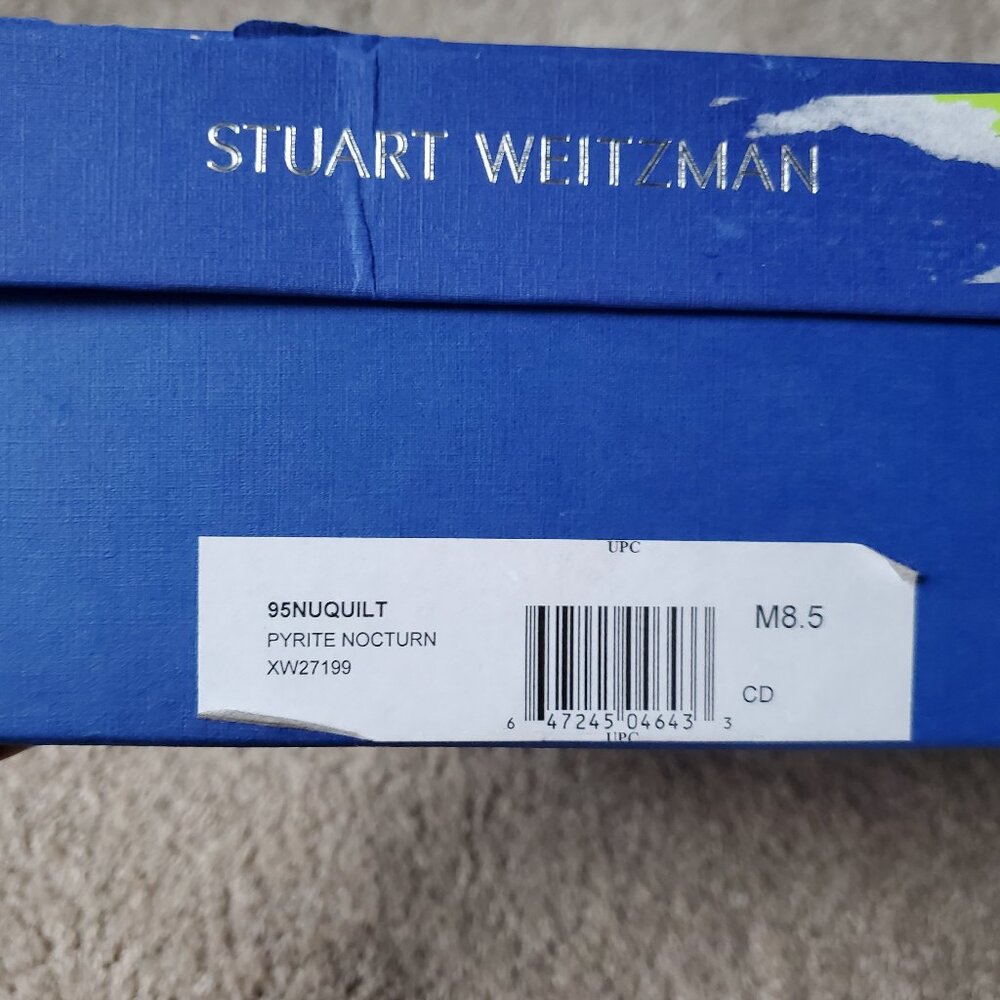 STUART WEITZMAN
UPC
95NUQUILT
PYRITE NOCTURN
XW27199
M8.5
CD
6 47245 04643 3
UPC